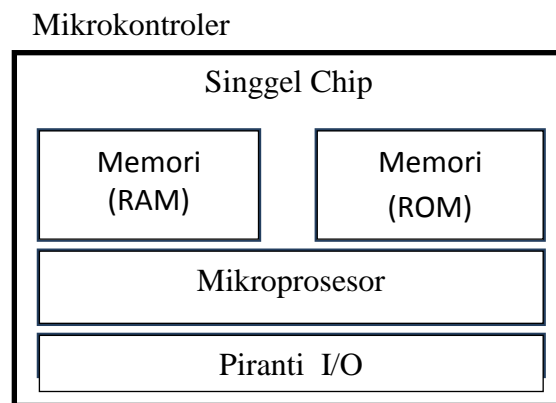 Mikrokontroler
Singgel Chip
Memori
(RAM)
Memori
(ROM)
Mikroprosesor
Piranti I/O